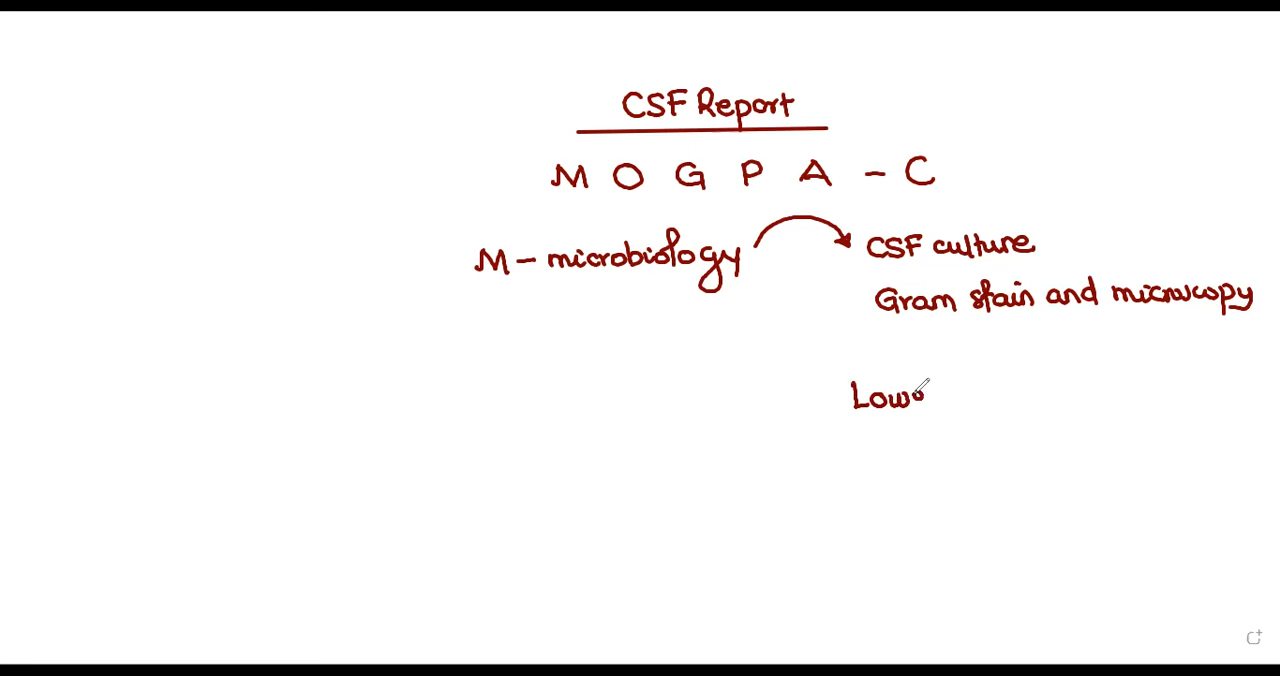 CSF Report
M O G P A - C
M - microbiology
CSF culture
Gram stain and microscopy
Low